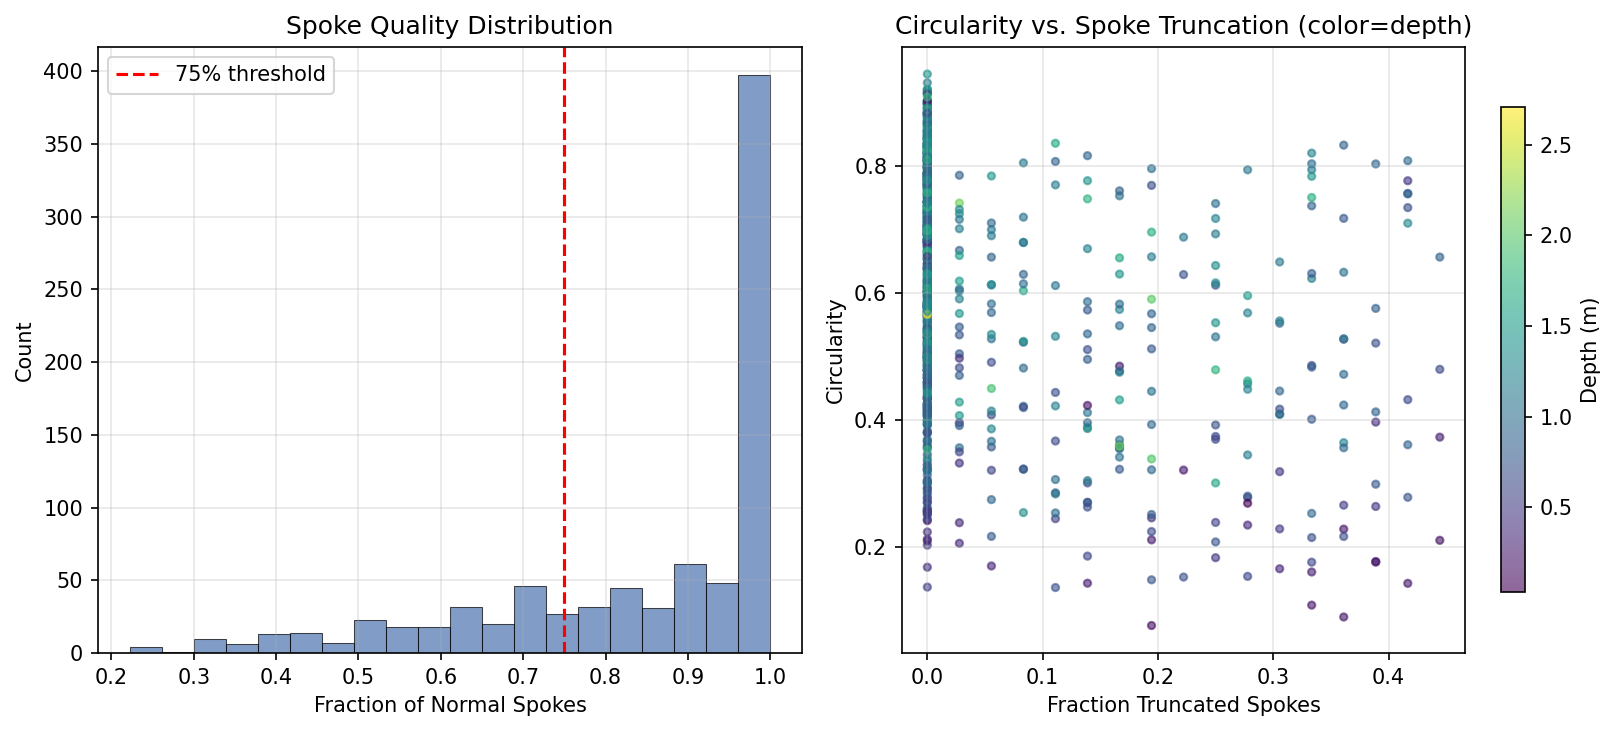 Spoke Quality Distribution
75% threshold
Count
400
350
300
250
200
150
100
50
0
0.2 0.3 0.4 0.5 0.6 0.7 0.8 0.9 1.0
Fraction of Normal Spokes
Circularity vs. Spoke Truncation (color=depth)
Circularity
0.8
0.6
0.4
0.2
0.0 0.1 0.2 0.3 0.4
Fraction Truncated Spokes
2.5
2.0
1.5
1.0
0.5
Depth (m)